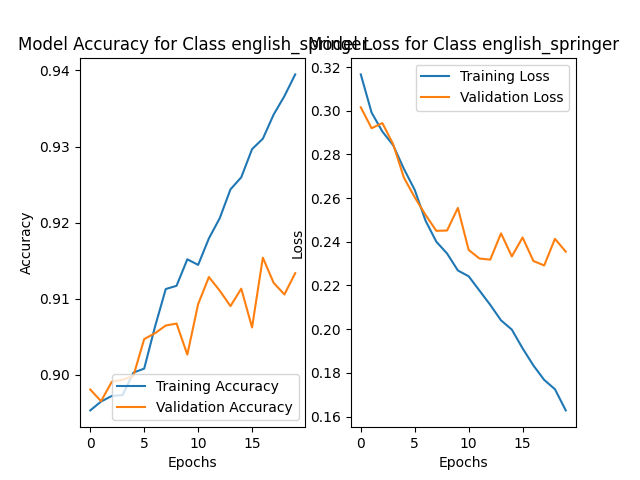 Model Accuracy for Class english_springer
Model Loss for Class english_springer
0.94
0.93
0.92
0.91
0.90
Accuracy
0
5
10
15
Epochs
Training Accuracy
Validation Accuracy
0.32
0.30
0.28
0.26
0.24
0.22
0.20
0.18
0.16
Loss
0
5
10
15
Epochs
Training Loss
Validation Loss